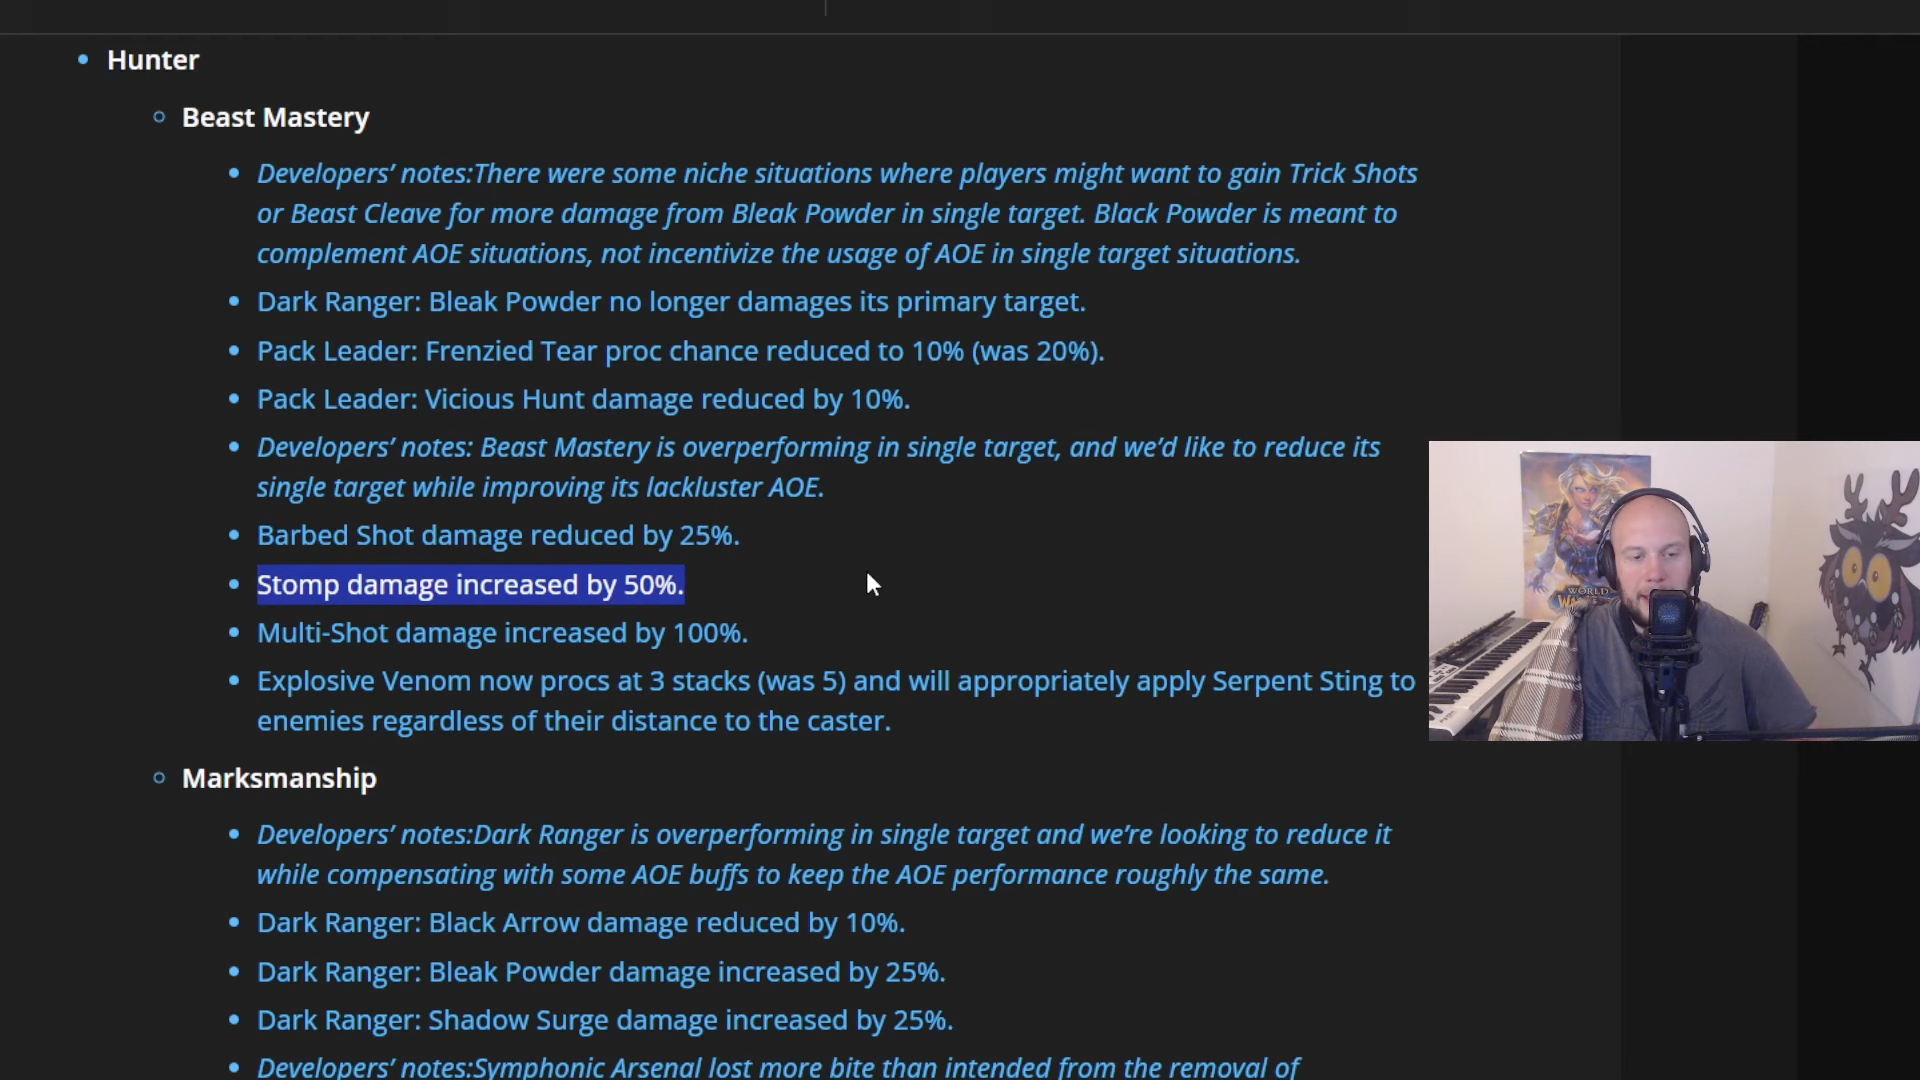 Hunter
Beast Mastery
Developers’ notes:There were some niche situations where players might want to gain Trick Shots
or Beast Cleave for more damage from Bleak Powder in single target. Black Powder is meant to
complement AOE situations, not incentivize the usage of AOE in single target situations.
Dark Ranger: Bleak Powder no longer damages its primary target.
Pack Leader: Frenzied Tear proc chance reduced to 10% (was 20%).
Pack Leader: Vicious Hunt damage reduced by 10%.
Developers’ notes: Beast Mastery is overperforming in single target, and we’d like to reduce its
single target while improving its lackluster AOE.
Barbed Shot damage reduced by 25%.
Stomp damage increased by 50%.
Multi-Shot damage increased by 100%.
Explosive Venom now procs at 3 stacks (was 5) and will appropriately apply Serpent Sting to
enemies regardless of their distance to the caster.
WORLD
Marksmanship
Developers’ notes:Dark Ranger is overperforming in single target and we’re looking to reduce it
while compensating with some AOE buffs to keep the AOE performance roughly the same.
Dark Ranger: Black Arrow damage reduced by 10%.
Dark Ranger: Bleak Powder damage increased by 25%.
Dark Ranger: Shadow Surge damage increased by 25%.
Developers’ notes:Symphonic Arsenal lost more bite than intended from the removal of